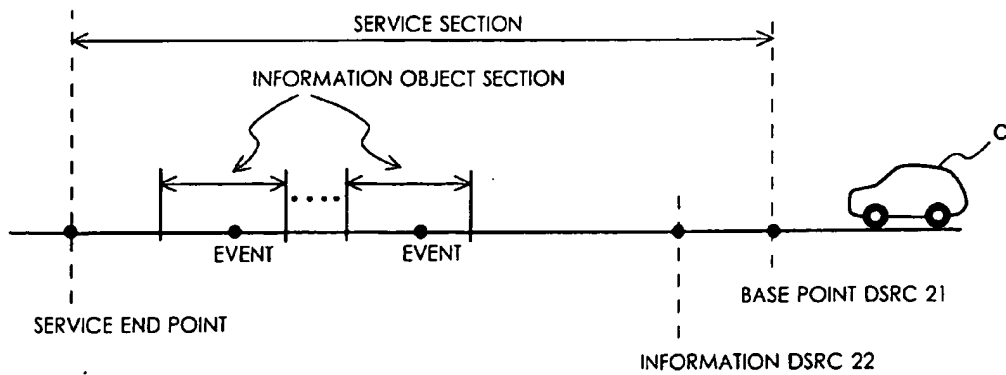 SERVICE SECTION
INFORMATION OBJECT SECTION
C
EVENT
EVENT
BASE POINT DSRC 21
SERVICE END POINT
INFORMATION DSRC 22